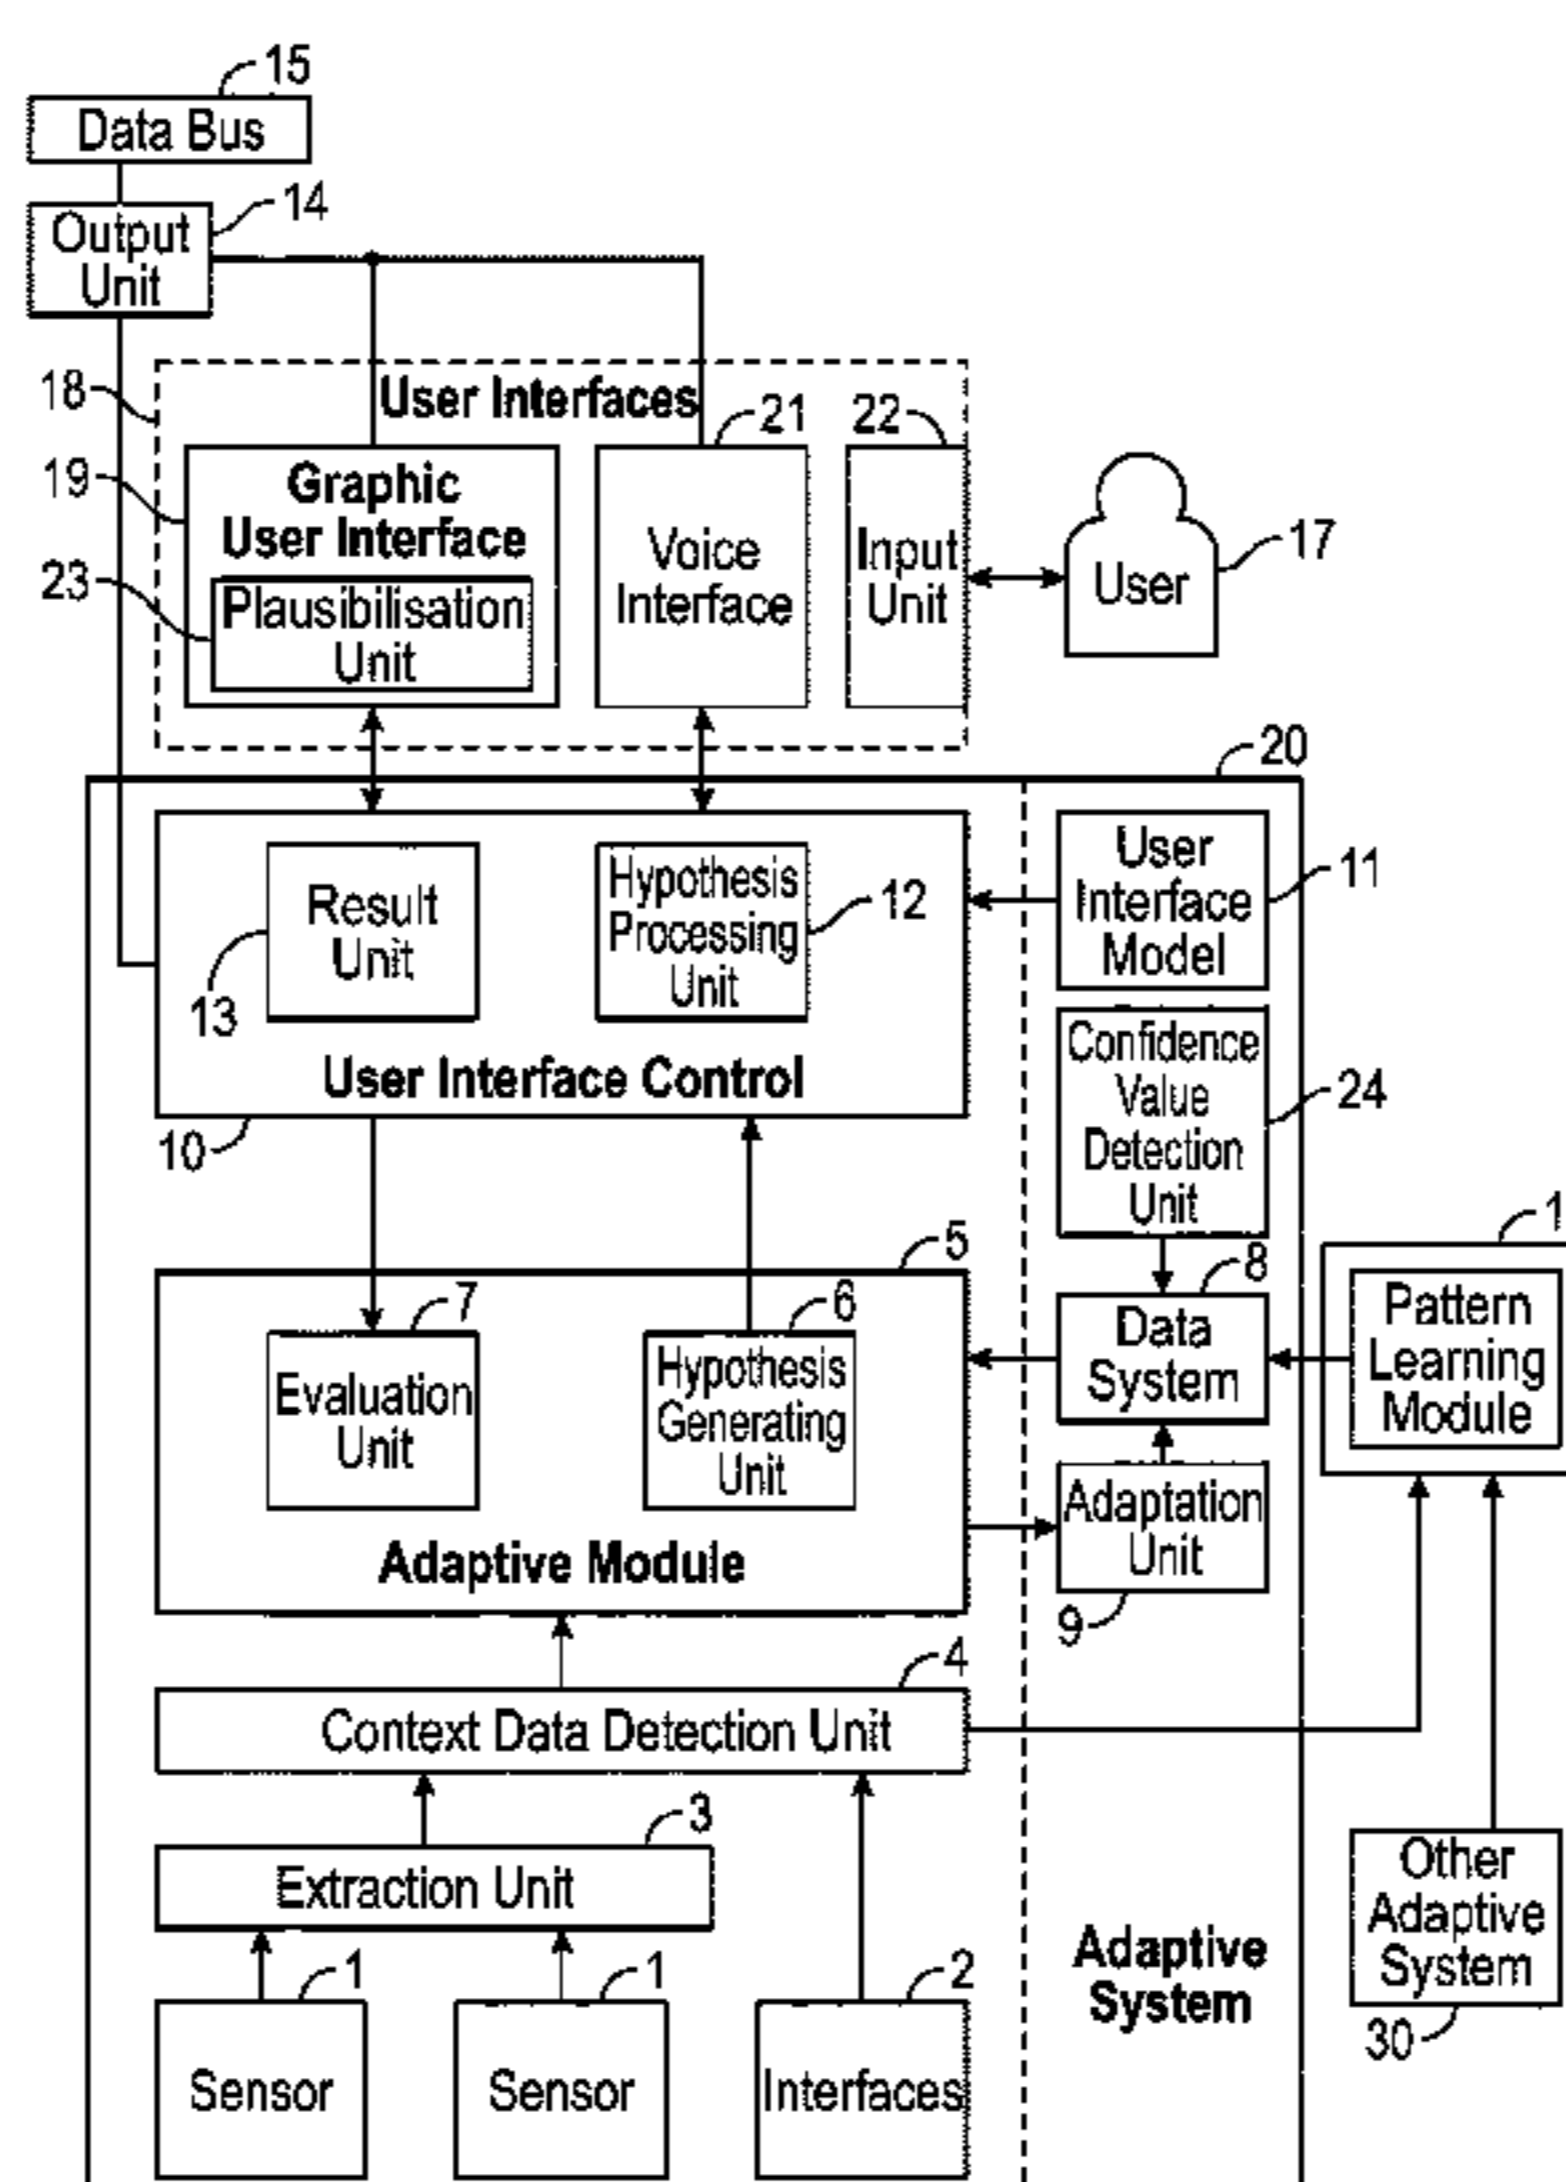 15
Data Bus
14
Output
Unit
18
User Interfaces
21
22
19
Graphic
User Interface
23
Plausibilisation
Unit
Voice
Interface
Input
Unit
User
17
20
Result
Unit
13
Hypothesis
Processing
Unit
12
User
Interface
Model
11
User Interface Control
10
Confidence
Value
Detection
Unit
24
5
7
Evaluation
Unit
6
Hypothesis
Generating
Unit
8
Data
System
Pattern
Learning
Module
Adaptive Module
Adaptation
Unit
9
4
Context Data Detection Unit
3
Extraction Unit
1
Sensor
1
Sensor
2
Interfaces
Adaptive
System
Other
Adaptive
System
30